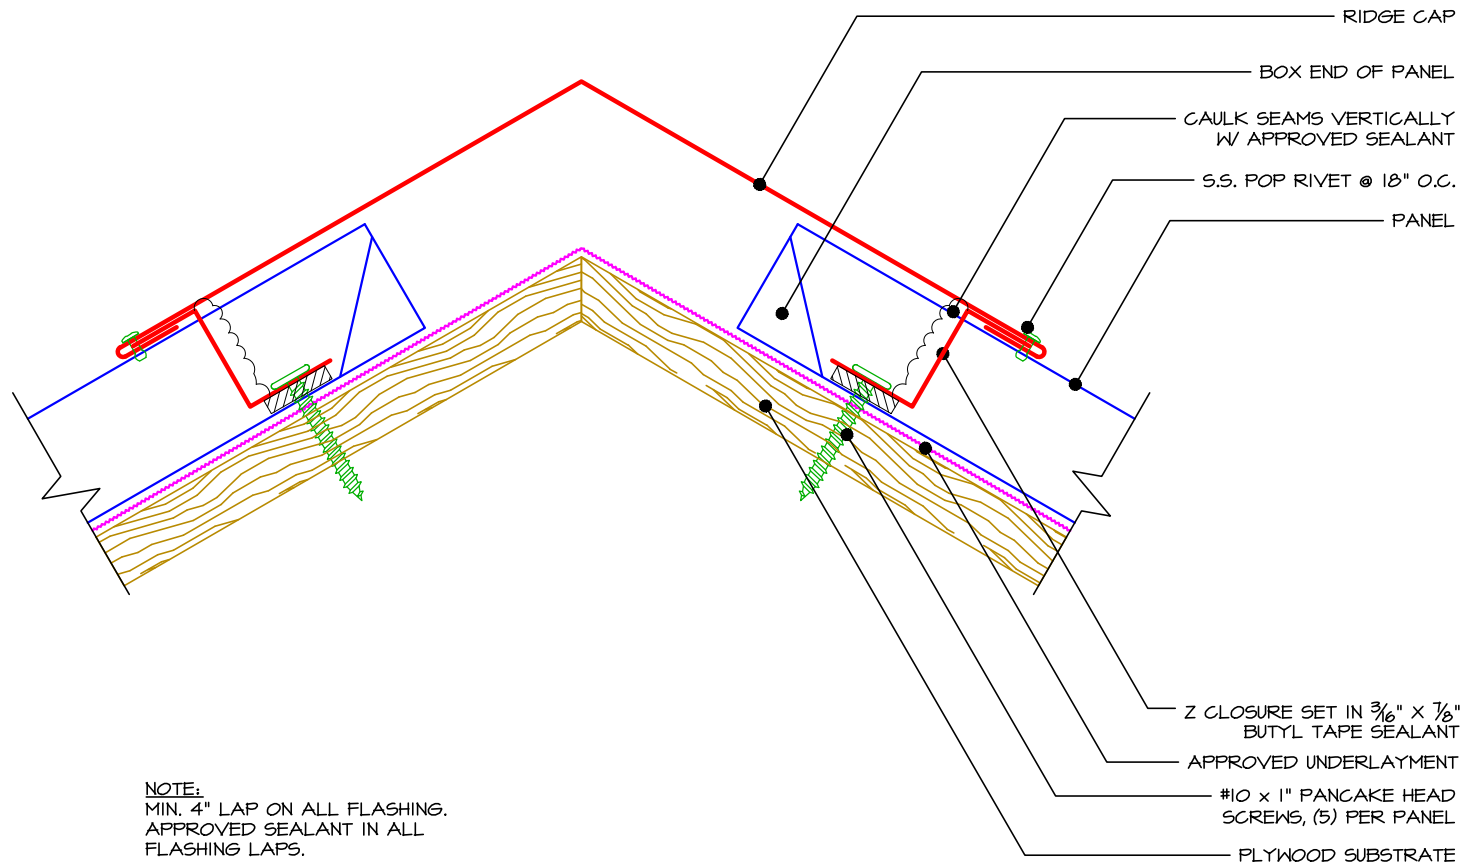 RIDGE CAP
BOX END OF PANEL
CAULK SEAMS VERTICALLY
W/ APPROVED SEALANT
S.S. POP RIVET @ 18" O.C.
PANEL
Z CLOSURE SET IN 3/16" X 7/8"
BUTYL TAPE SEALANT
APPROVED UNDERLAYMENT
#10 x 1" PANCAKE HEAD
SCREWS, (5) PER PANEL
PLYWOOD SUBSTRATE
NOTE:
MIN. 4" LAP ON ALL FLASHING.
APPROVED SEALANT IN ALL
FLASHING LAPS.